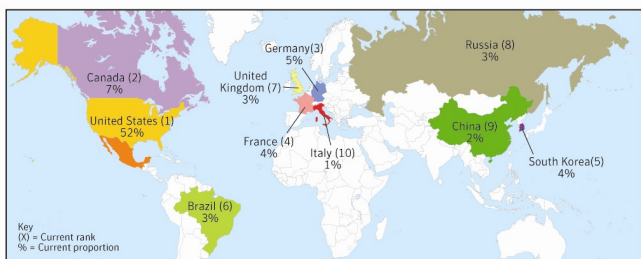 Germany(3)
5%
Russia (8)
3%
Canada (2)
7%
United
Kingdom (7)
3%
United States (1)
52%
France (4)
4%
Italy (10)
1%
China (9)
2%
South Korea(5)
4%
Brazil (6)
3%
Key
(X) = Current rank
% = Current proportion